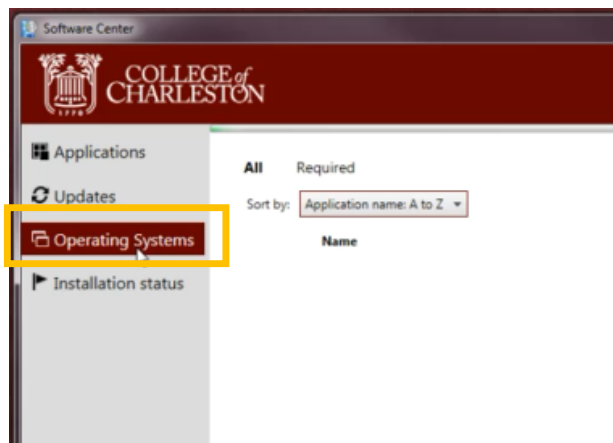 Software Center
COLLEGE of
CHARLESTON
1770
Applications
Updates
Operating Systems
Installation status
All Required
Sort by: Application name: A to Z
Name